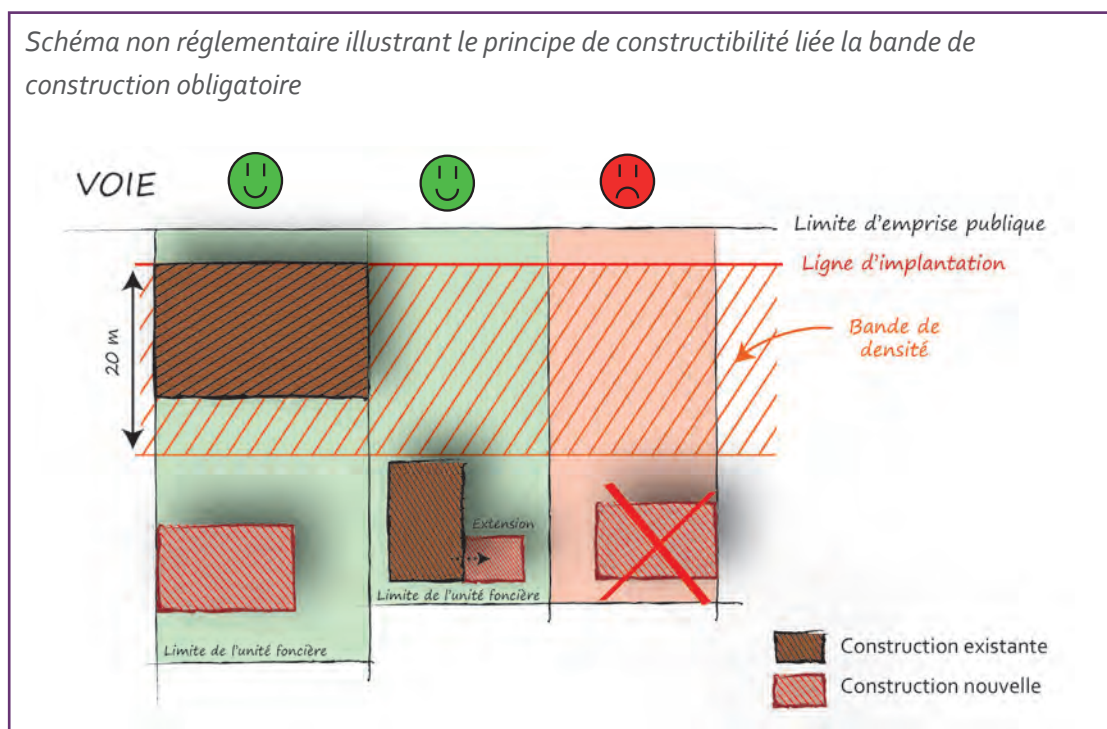 Schéma non réglementaire illustrant le principe de constructibilité liée la bande de
construction obligatoire
VOIE
Limite d'emprise publique
Ligne d'implantation
Bande de
densité
20 m
Extension
Limite de l'unité foncière
Limite de l'unité foncière
Construction existante
Construction nouvelle